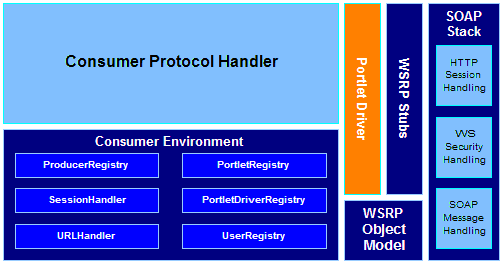 Consumer Protocol Handler
Consumer Environment
ProducerRegistry
PortletRegistry
SessionHandler
PortletDriverRegistry
URLHandler
UserRegistry
Portlet Driver
WSRP Stubs
WSRP
Object
Model
SOAP
Stack
HTTP
Session
Handling
WS
Security
Handling
SOAP
Message
Handling